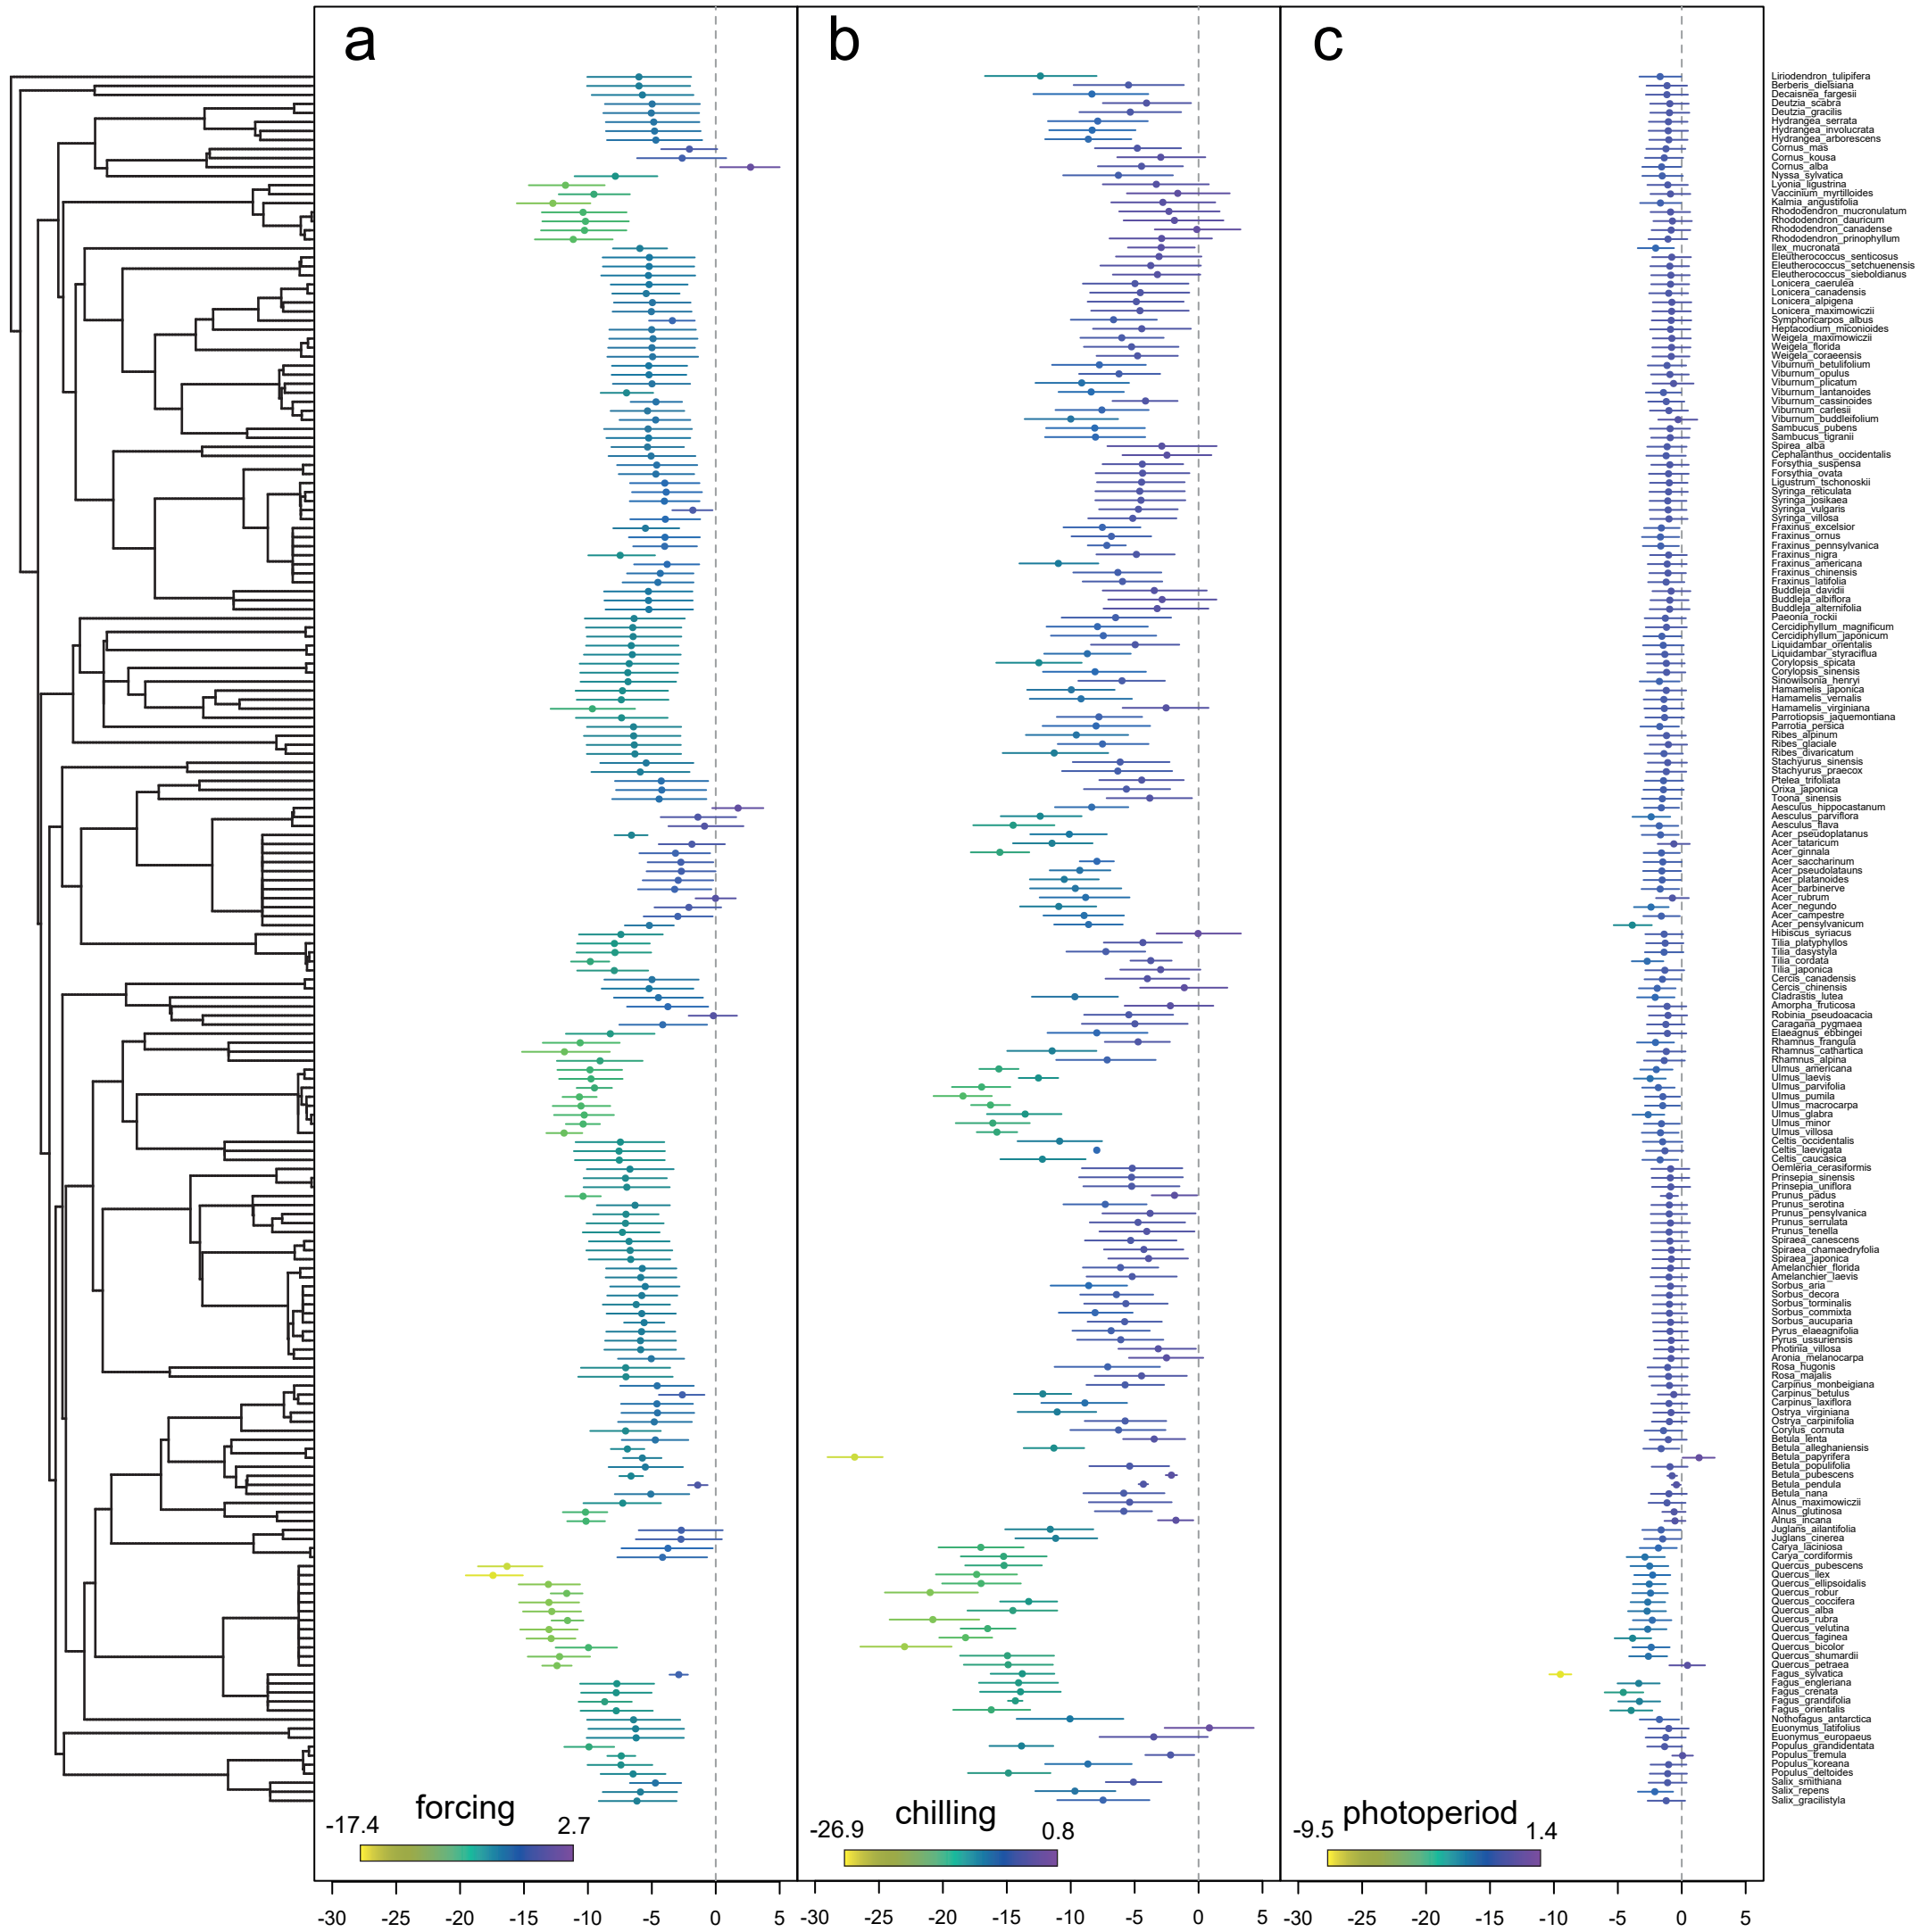 a
b
c
Liriodendron_tulipifera
Berberis_dielsiana
Decaisnea_fargesii
Deutzia_scabra
Deutzia_gracilis
Hydrangea_serrata
Hydrangea_involucrata
Hydrangea_arborescens
Cornus_mas
Cornus_kousa
Cornus_alba
Nyssa_sylvatica
Lyonia_ligustrina
Vaccinium_myrtilloides
Kalmia_angustifolia
Rhododendron_mucronulatum
Rhododendron_dauricum
Rhododendron_canadense
Rhododendron_prinophyllum
Ilex_mucronata
Eleutherococcus_senticosus
Eleutherococcus_setchuenensis
Eleutherococcus_sieboldianus
Lonicera_caerulea
Lonicera_canadensis
Lonicera_alpigena
Lonicera_maximowiczii
Symphoricarpos_albus
Heptacodium_miconioides
Weigela_maximowiczii
Weigela_florida
Weigela_coraeensis
Viburnum_betulifolium
Viburnum_opulus
Viburnum_plicatum
Viburnum_lantanoides
Viburnum_cassinoides
Viburnum_carlesii
Viburnum_buddleifolium
Sambucus_pubens
Sambucus_tigranii
Spirea_alba
Cephalanthus_occidentalis
Forsythia_suspensa
Forsythia_ovata
Ligustrum_tschonoskii
Syringa_reticulata
Syringa_josikaea
Syringa_vulgaris
Syringa_villosa
Fraxinus_excelsior
Fraxinus_ornus
Fraxinus_pennsylvanica
Fraxinus_nigra
Fraxinus_americana
Fraxinus_chinensis
Fraxinus_latifolia
Buddleja_davidii
Buddleja_albiflora
Buddleja_alternifolia
Paeonia_rockii
Cercidiphyllum_magnificum
Cercidiphyllum_japonicum
Liquidambar_orientalis
Liquidambar_styraciflua
Corylopsis_spicata
Corylopsis_sinensis
Sinowilsonia_henryi
Hamamelis_japonica
Hamamelis_vernalis
Hamamelis_virginiana
Parrotiopsis_jaquemontiana
Parrotia_persica
Ribes_alpinum
Ribes_glaciale
Ribes_divaricatum
Stachyurus_sinensis
Stachyurus_praecox
Ptelea_trifoliata
Orixa_japonica
Toona_sinensis
Aesculus_hippocastanum
Aesculus_parviflora
Aesculus_flava
Acer_pseudoplatanus
Acer_tataricum
Acer_ginnala
Acer_saccharinum
Acer_pseudolatauns
Acer_platanoides
Acer_barbinerve
Acer_rubrum
Acer_negundo
Acer_campestre
Acer_pensylvanicum
Hibiscus_syriacus
Tilia_platyphyllos
Tilia_dasystyla
Tilia_cordata
Tilia_japonica
Cercis_canadensis
Cercis_chinensis
Cladrastis_lutea
Amorpha_fruticosa
Robinia_pseudoacacia
Caragana_pygmaea
Elaeagnus_ebbingei
Rhamnus_frangula
Rhamnus_cathartica
Rhamnus_alpina
Ulmus_americana
Ulmus_laevis
Ulmus_parvifolia
Ulmus_pumila
Ulmus_macrocarpa
Ulmus_glabra
Ulmus_minor
Ulmus_villosa
Celtis_occidentalis
Celtis_laevigata
Celtis_caucasica
Oemleria_cerasiformis
Prinsepia_sinensis
Prinsepia_uniflora
Prunus_padus
Prunus_serotina
Prunus_pensylvanica
Prunus_serrulata
Prunus_tenella
Spiraea_canescens
Spiraea_chamaedryfolia
Spiraea_japonica
Amelanchier_florida
Amelanchier_laevis
Sorbus_aria
Sorbus_decora
Sorbus_torminalis
Sorbus_commixta
Sorbus_aucuparia
Pyrus_elaeagnifolia
Pyrus_ussuriensis
Photinia_villosa
Aronia_melanocarpa
Rosa_hugonis
Rosa_majalis
Carpinus_monbeigiana
Carpinus_betulus
Carpinus_laxiflora
Ostrya_virginiana
Ostrya_carpinifolia
Corylus_cornuta
Betula_lenta
Betula_alleghaniensis
Betula_papyrifera
Betula_populifolia
Betula_pubescens
Betula_pendula
Betula_nana
Alnus_maximowiczii
Alnus_glutinosa
Alnus_incana
Juglans_ailantifolia
Juglans_cinerea
Carya_laciniosa
Carya_cordiformis
Quercus_pubescens
Quercus_ilex
Quercus_ellipsoidalis
Quercus_robur
Quercus_coccifera
Quercus_alba
Quercus_rubra
Quercus_velutina
Quercus_faginea
Quercus_bicolor
Quercus_shumardii
Quercus_petraea
Fagus_sylvatica
Fagus_engleriana
Fagus_crenata
Fagus_grandifolia
Fagus_orientalis
Nothofagus_antarctica
Euonymus_latifolius
Euonymus_europaeus
Populus_grandidentata
Populus_tremula
Populus_koreana
Populus_deltoides
Salix_smithiana
Salix_repens
Salix_gracilistyla
forcing
-17.4 2.7
chilling
-26.9 0.8
photoperiod
-9.5 1.4
-30 -25 -20 -15 -10 -5 0 5
-30 -25 -20 -15 -10 -5 0 5
-30 -25 -20 -15 -10 -5 0 5